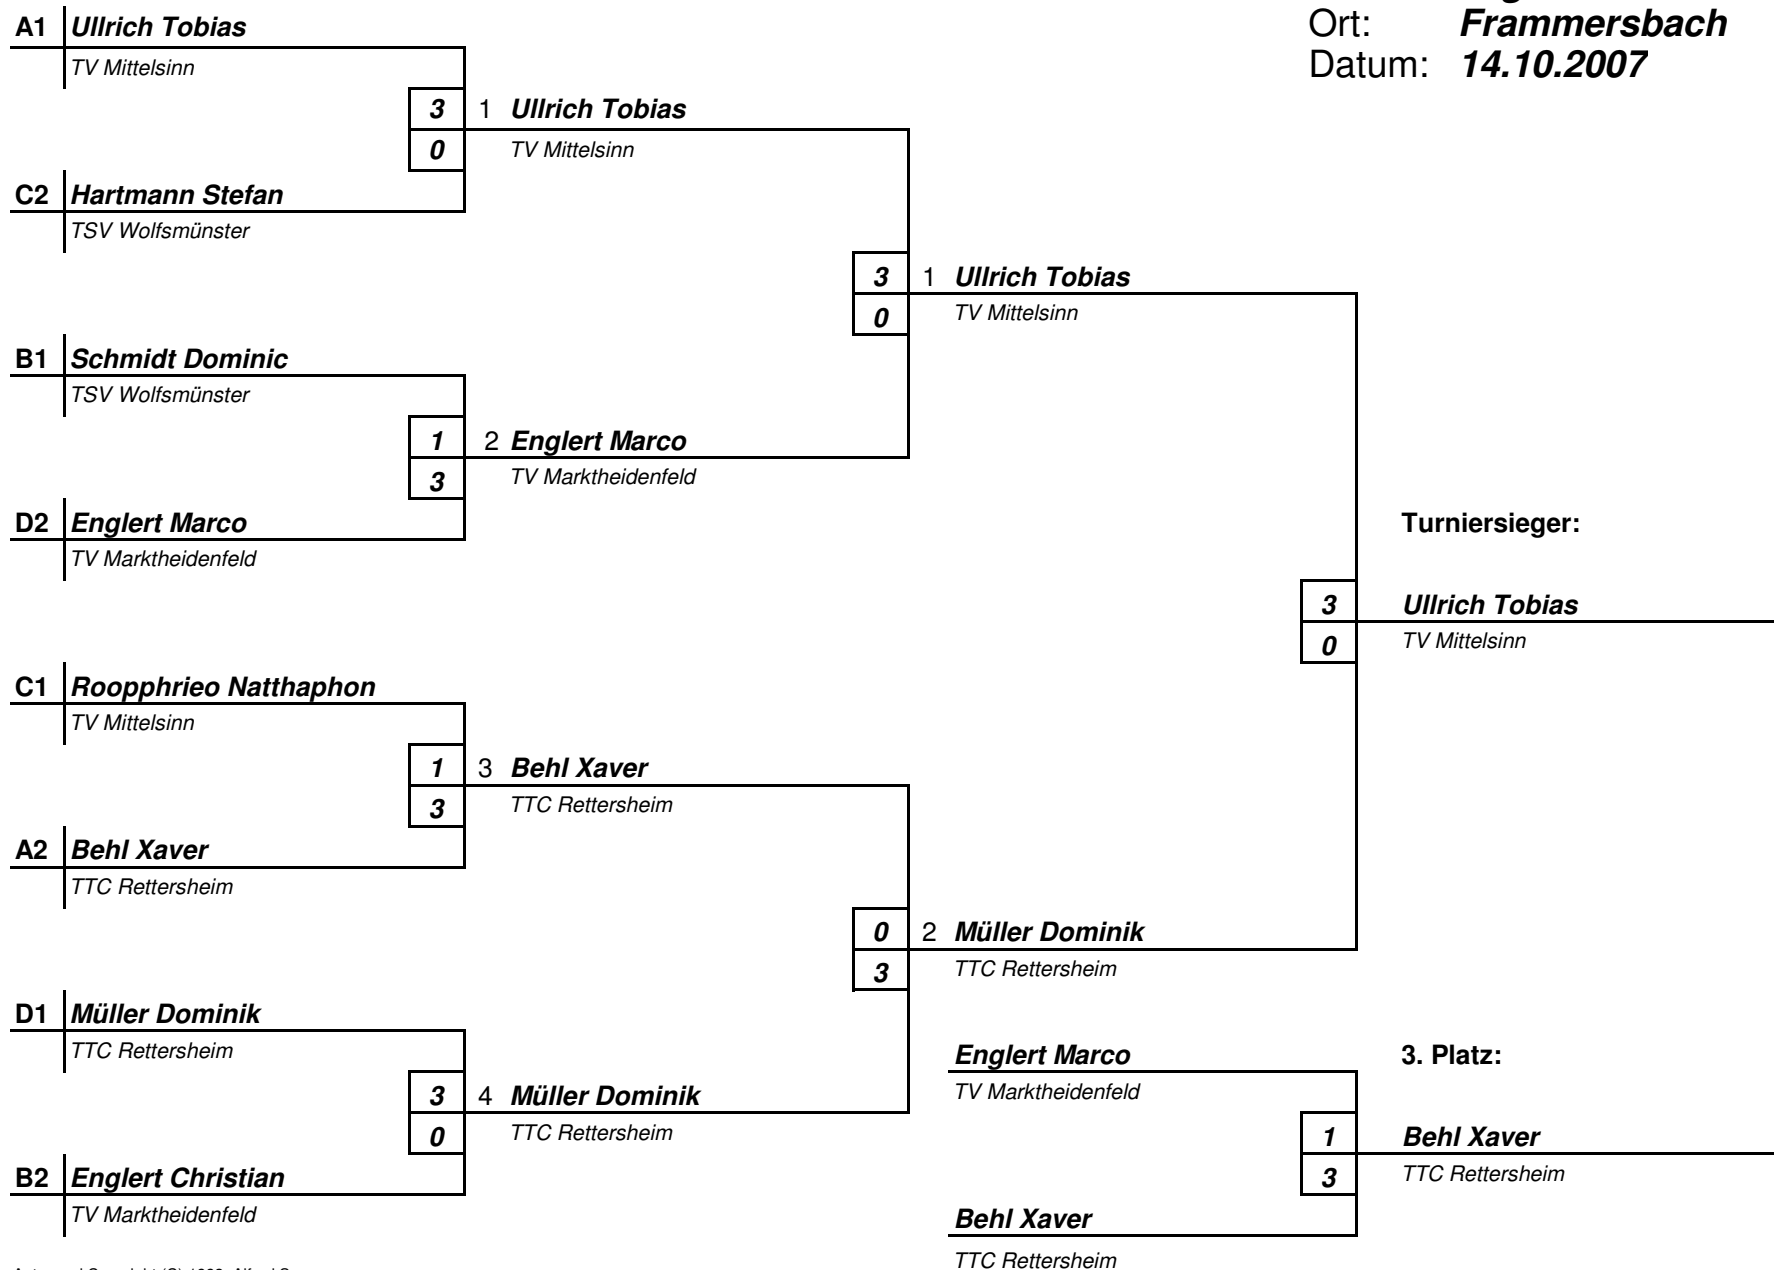 Ort: Frammersbach
Datum: 14.10.2007
A1 Ullrich Tobias
TV Mittelsinn
3 1 Ullrich Tobias
0 TV Mittelsinn
C2 Hartmann Stefan
TSV Wolfsmünster
3 1 Ullrich Tobias
0 TV Mittelsinn
B1 Schmidt Dominic
TSV Wolfsmünster
1 2 Englert Marco
3 TV Marktheidenfeld
D2 Englert Marco
TV Marktheidenfeld
Turniersieger:
3 Ullrich Tobias
0 TV Mittelsinn
C1 Roopphrieo Natthaphon
TV Mittelsinn
1 3 Behl Xaver
3 TTC Rettersheim
A2 Behl Xaver
TTC Rettersheim
0 2 Müller Dominik
3 TTC Rettersheim
D1 Müller Dominik
TTC Rettersheim
Englert Marco 3. Platz:
TV Marktheidenfeld
3 4 Müller Dominik
0 TTC Rettersheim
1 Behl Xaver
3 TTC Rettersheim
B2 Englert Christian
TV Marktheidenfeld
Behl Xaver
TTC Rettersheim